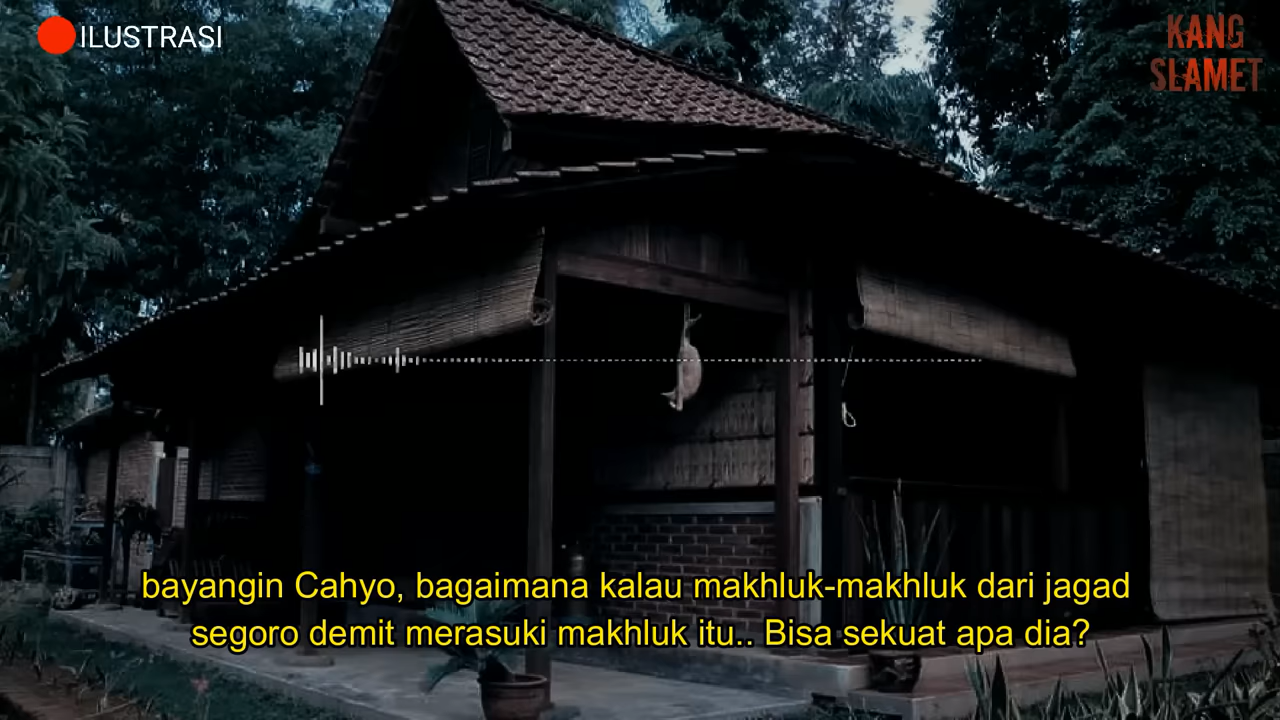 ILUSTRASI
KANG
SLAMET
bayangin Cahyo, bagaimana kalau makhluk-makhluk dari jagad
segoro demit merasuki makhluk itu.. Bisa sekuat apa dia?